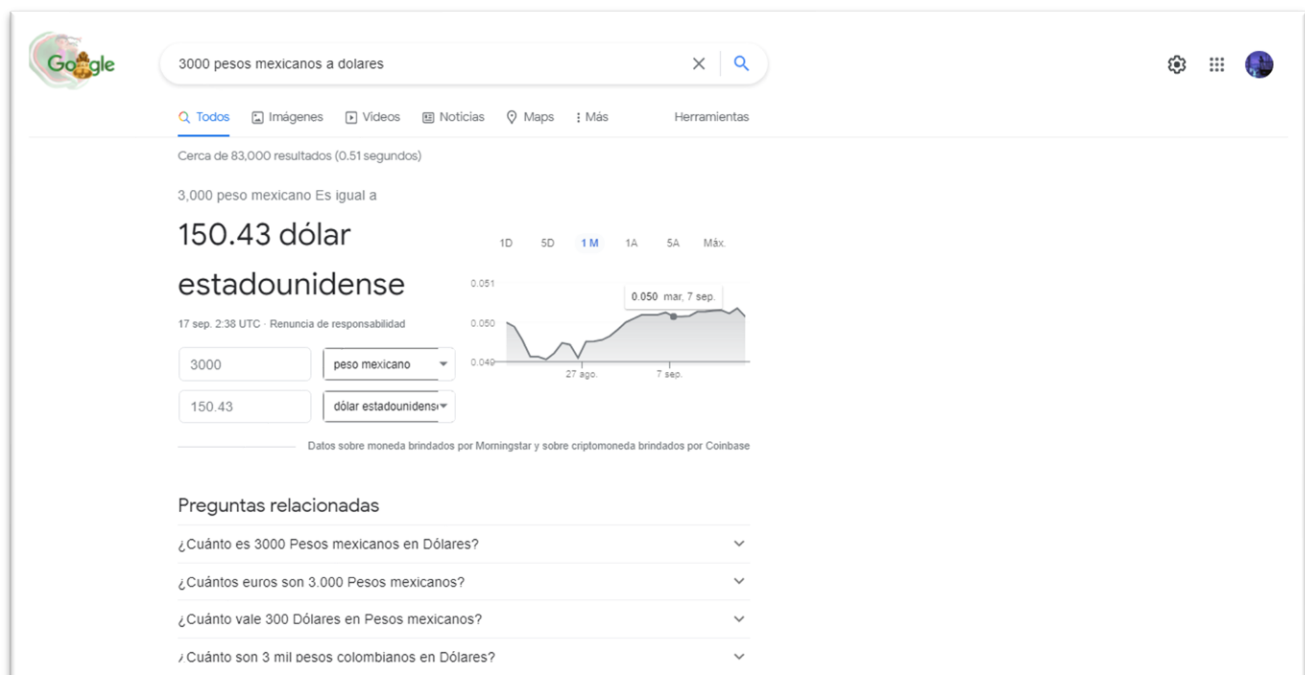 Google
3000 pesos mexicanos a dolares
Todos Imágenes Videos Noticias Maps Más Herramientas
Cerca de 83,000 resultados (0.51 segundos)
3,000 peso mexicano Es igual a
150.43 dólar
estadounidense
17 sep. 2:38 UTC · Renuncia de responsabilidad
3000 peso mexicano
150.43 dólar estadounidens
1D 5D 1M 1A 5A Máx.
0.051
0.050 mar, 7 sep.
0.050
0.049
27 ago. 7 sep.
Datos sobre moneda brindados por Morningstar y sobre criptomoneda brindados por Coinbase
Preguntas relacionadas
¿Cuánto es 3000 Pesos mexicanos en Dólares?
¿Cuántos euros son 3.000 Pesos mexicanos?
¿Cuánto vale 300 Dólares en Pesos mexicanos?
¿Cuánto son 3 mil pesos colombianos en Dólares?